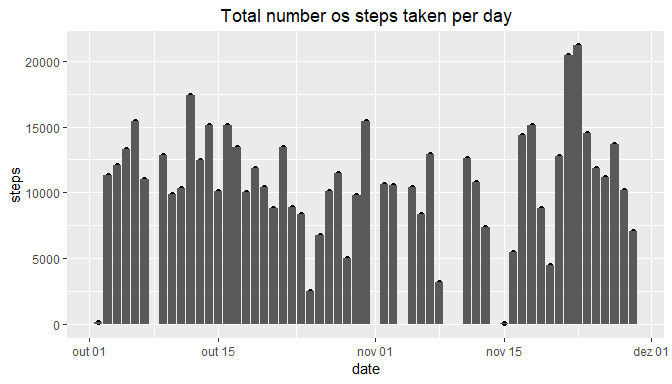 Total number os steps taken per day
20000
15000
10000
5000
0
steps
out 01
out 15
nov 01
nov 15
dez 01
date